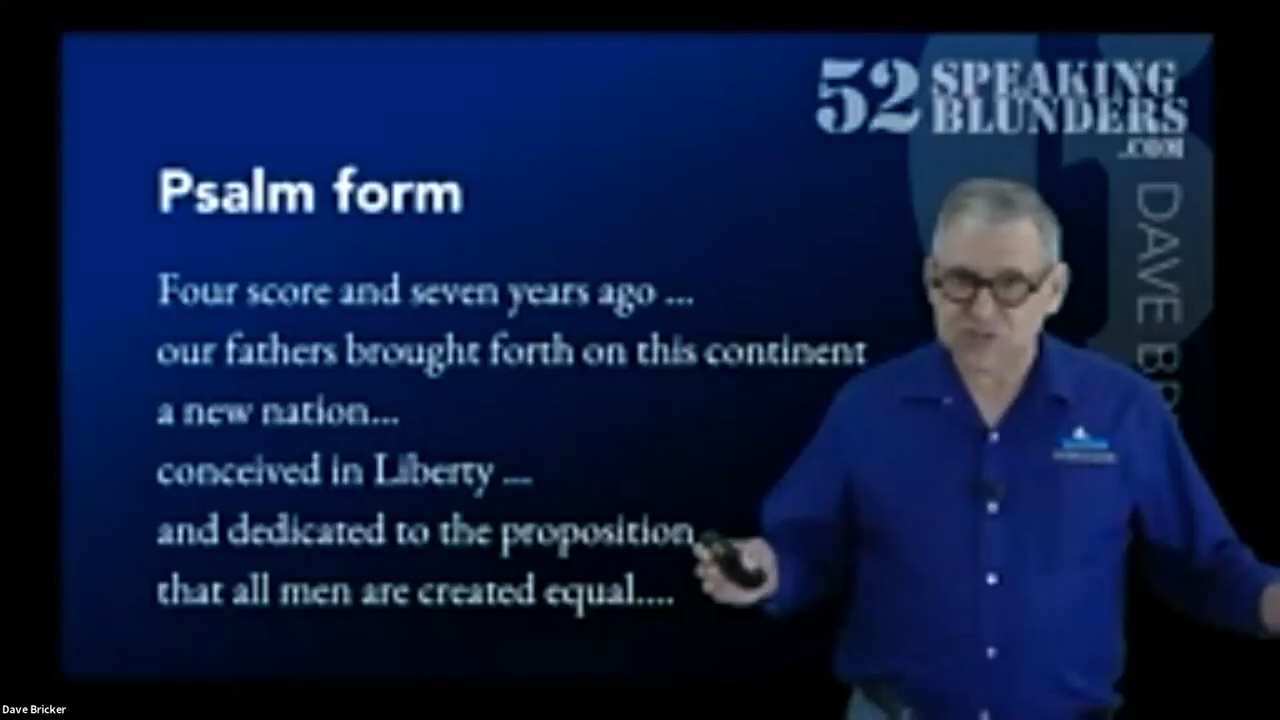 52 SPEAKING
BLUNDERS
.COM
DAVE BR
Psalm form
Four score and seven years ago ...
our fathers brought forth on this continent
a new nation...
conceived in Liberty ...
and dedicated to the proposition
that all men are created equal....
Dave Bricker